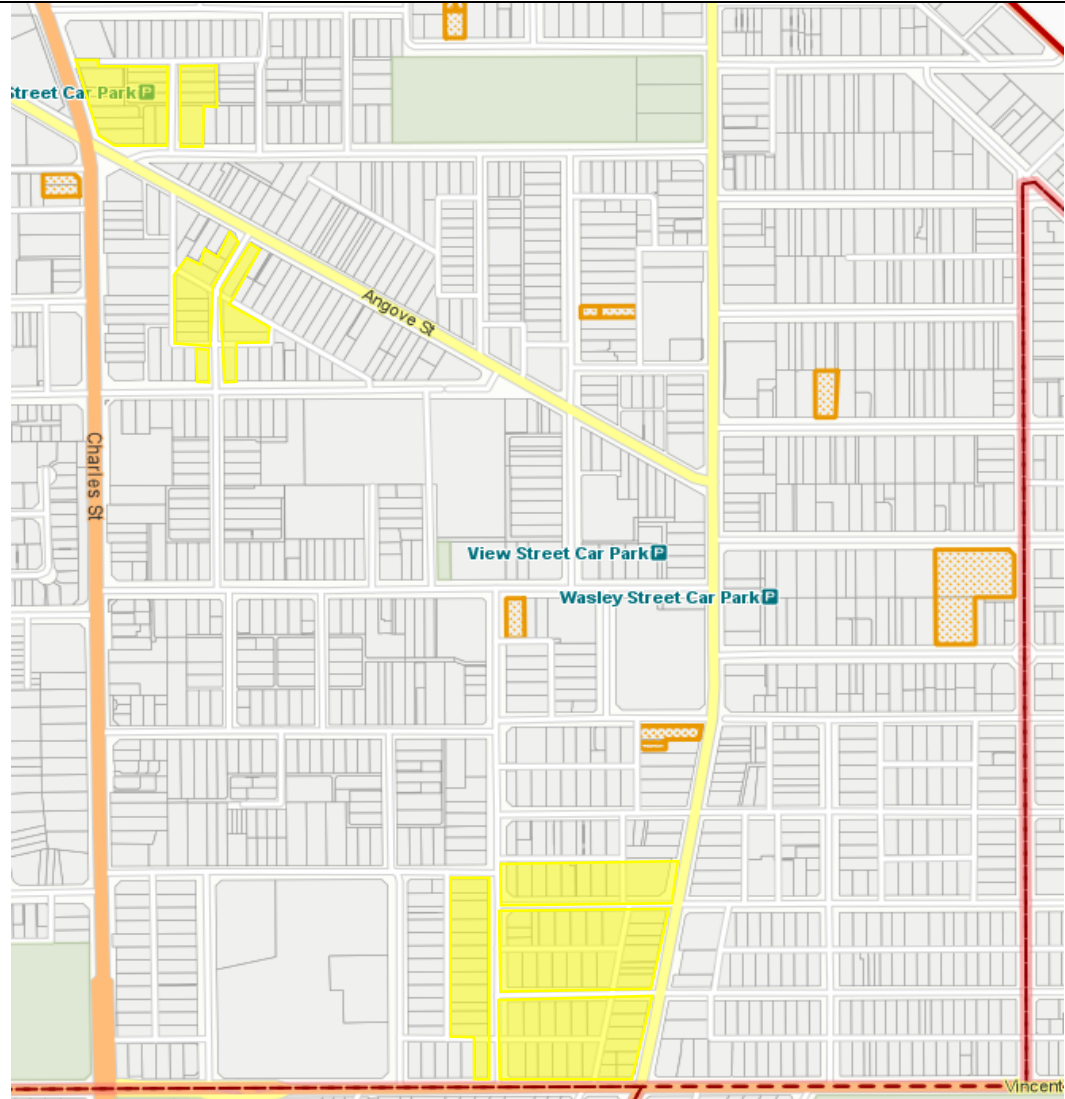 Street Car Park P
Angove St
Charles St
View Street Car Park P
Wasley Street Car Park P
Vincent